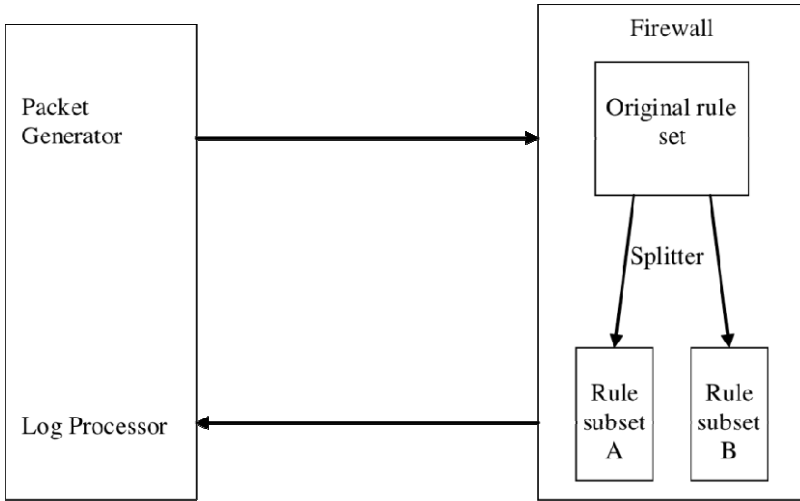 Packet
Generator
Log Processor
Firewall
Original rule
set
Splitter
Rule
subset
A
Rule
subset
B